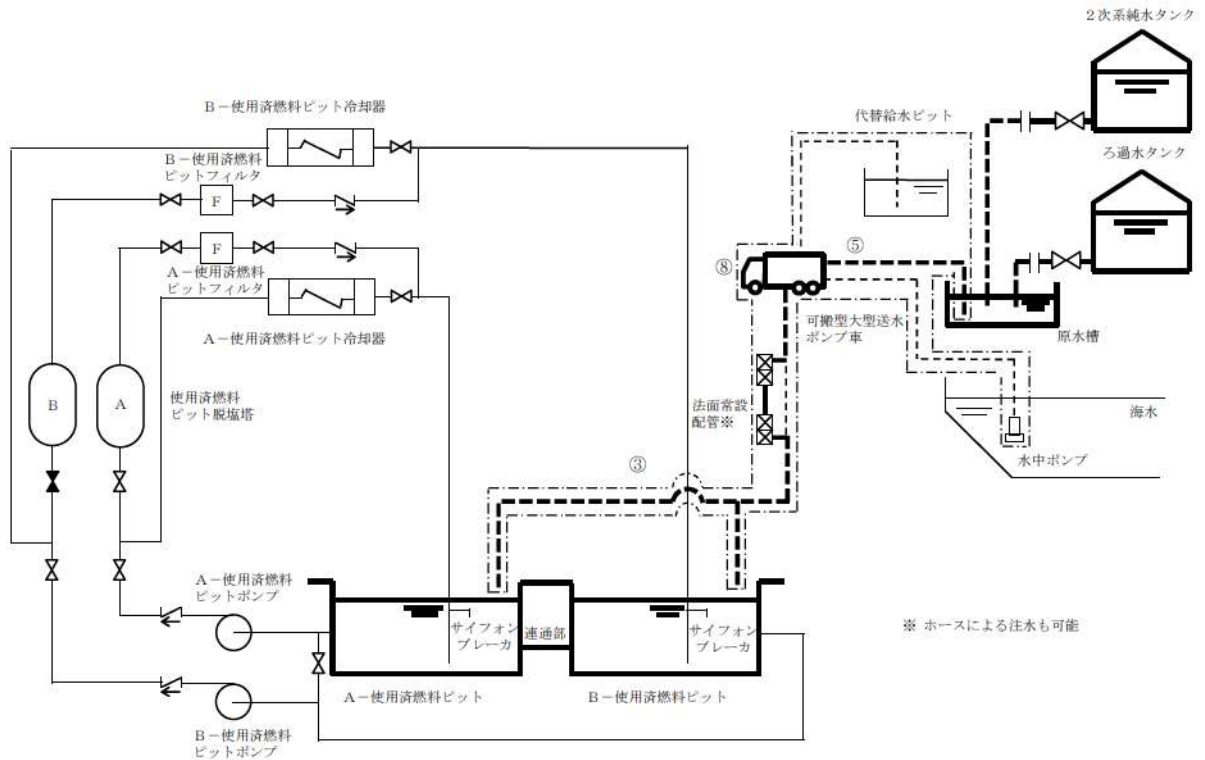 2次系純水タンク
B-使用済燃料ピット冷却器
代替給水ピット
B-使用済燃料
ピットフィルタ
F
ろ過水タンク
F
⑤
⑧
A-使用済燃料
ピットフィルタ
可搬型大型送水
ポンプ車
原水槽
A-使用済燃料ピット冷却器
B
A
使用済燃料
ピット脱塩塔
法面常設
配管※
海水
水中ポンプ
③
A-使用済燃料
ピットポンプ
サイフォン
ブレーカ
連通部
サイフォン
ブレーカ
※ ホースによる注水も可能
A-使用済燃料ピット
B-使用済燃料ピット
B-使用済燃料
ピットポンプ